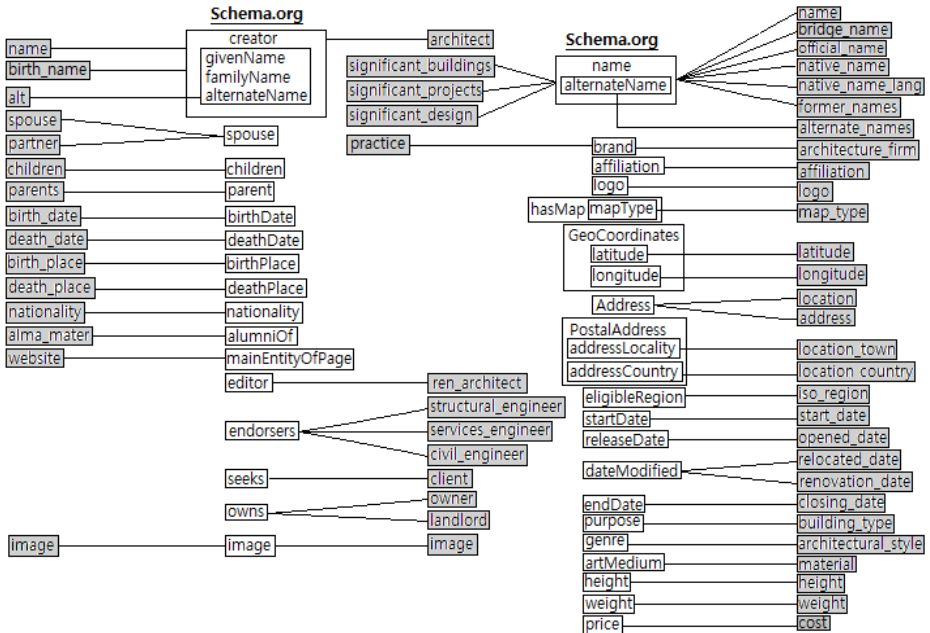 Schema.org
name
birth_name
alt
spouse
partner
children
parents
birth_date
death_date
birth_place
death_place
nationality
alma_mater
website
image
creator
givenName
familyName
alternateName
spouse
children
parent
birthDate
deathDate
birthPlace
deathPlace
nationality
alumniOf
mainEntityOfPage
editor
endorsers
seeks
owns
image
architect
ren_architect
structural_engineer
services_engineer
civil_engineer
client
owner
landlord
image
significant_buildings
significant_projects
significant_design
practice
Schema.org
name
alternateName
brand
affiliation
logo
hasMap mapType
GeoCoordinates
latitude
longitude
Address
PostalAddress
addressLocality
addressCountry
eligibleRegion
startDate
releaseDate
dateModified
endDate
purpose
genre
artMedium
height
weight
price
name
bridge_name
official_name
native_name
native_name_lang
former_names
alternate_names
architecture_firm
affiliation
logo
map_type
latitude
longitude
location
address
location_town
location_country
iso_region
start_date
opened_date
relocated_date
renovation_date
closing_date
building_type
architectural_style
material
height
weight
cost